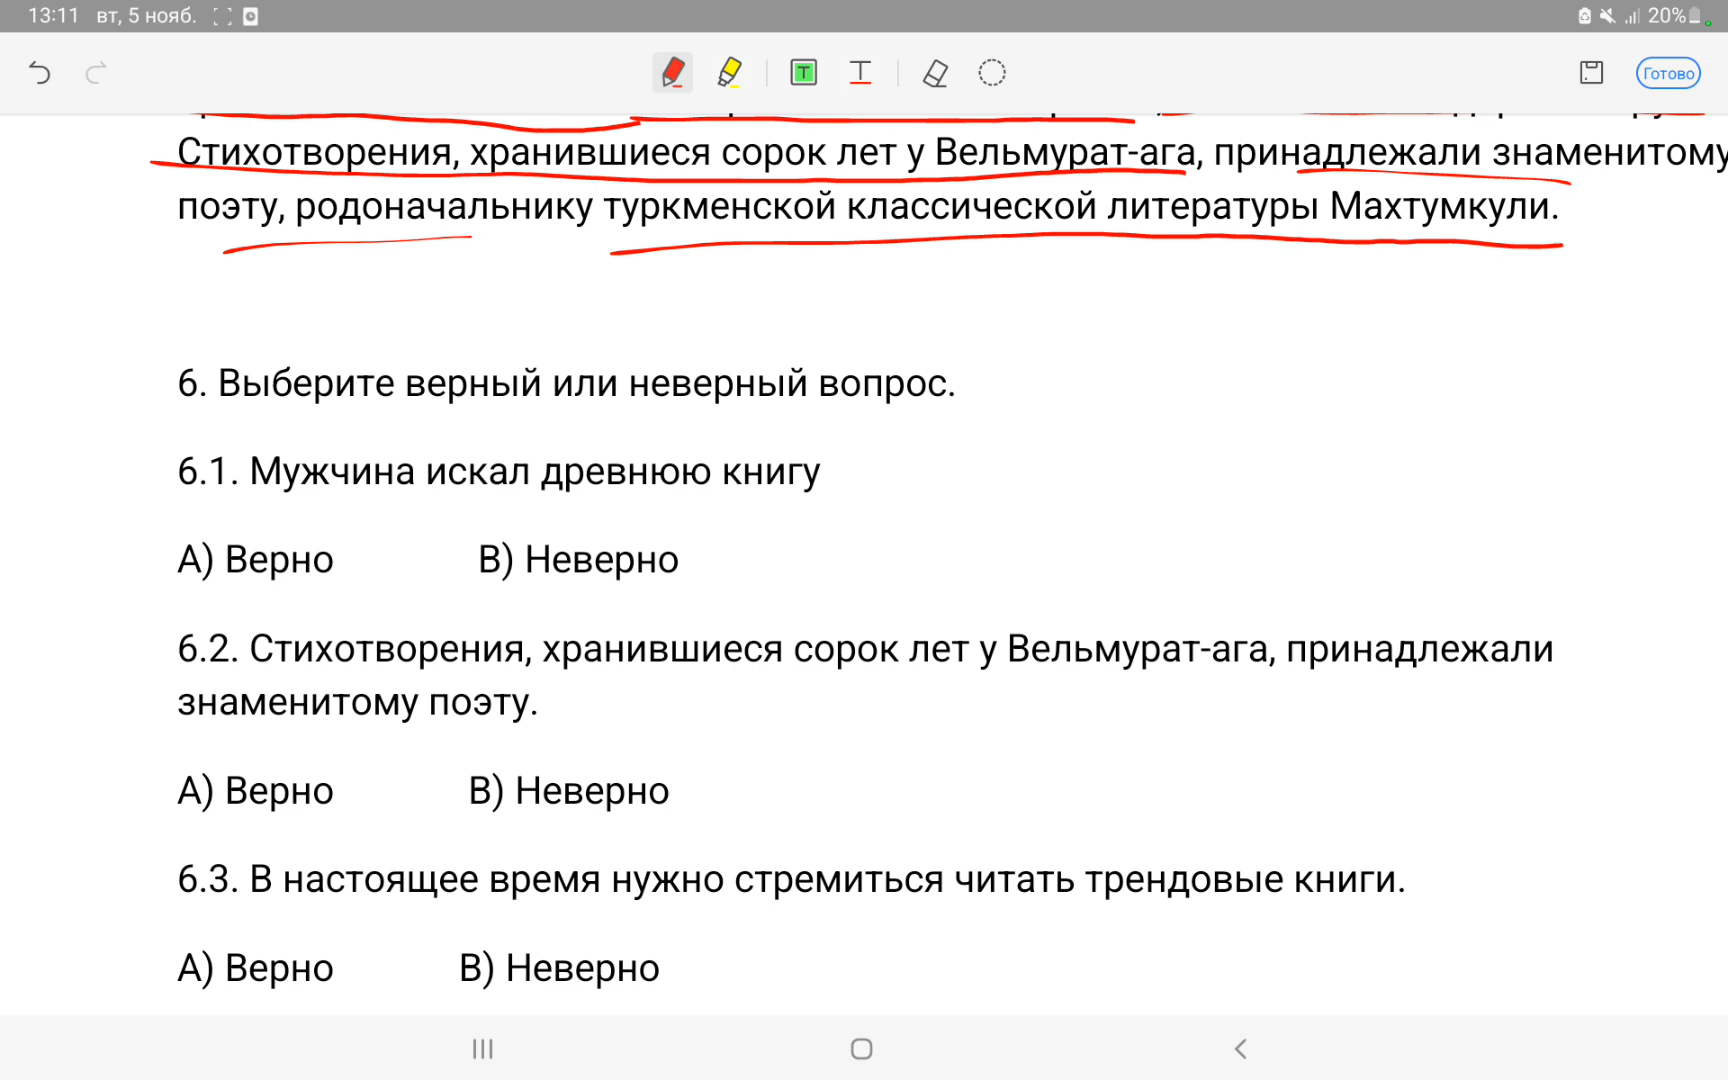 13:11 вт, 5 нояб. 20%
Готово
Стихотворения, хранившиеся сорок лет у Вельмурат-ага, принадлежали знаменитому
поэту, родоначальнику туркменской классической литературы Махтумкули.
6. Выберите верный или неверный вопрос.
6.1. Мужчина искал древнюю книгу
А) Верно В) Неверно
6.2. Стихотворения, хранившиеся сорок лет у Вельмурат-ага, принадлежали
знаменитому поэту.
А) Верно В) Неверно
6.3. В настоящее время нужно стремиться читать трендовые книги.
А) Верно В) Неверно